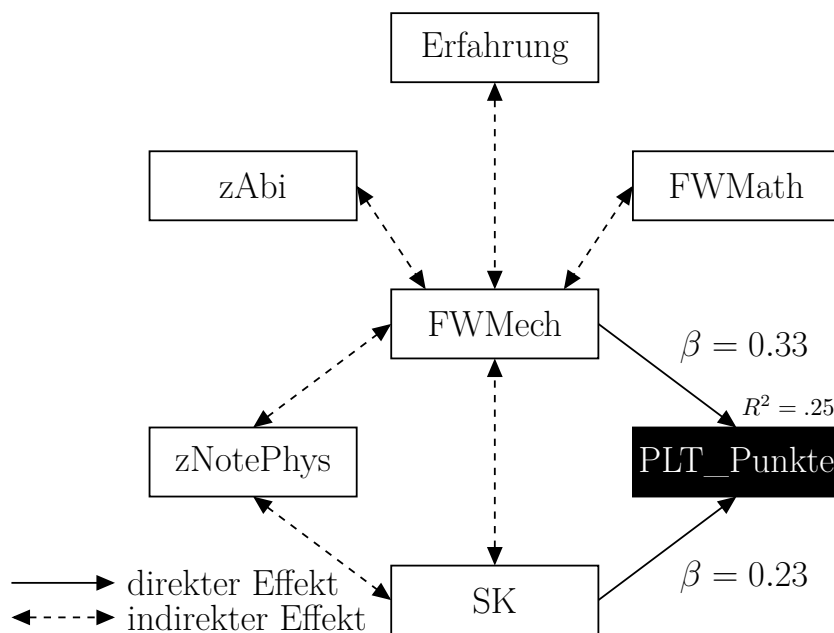 Erfahrung
zAbi
FWMath
FWMech
β = 0.33
R² = .25
zNotePhys
PLT_Punkte
direkter Effekt
indirekter Effekt
SK
β = 0.23